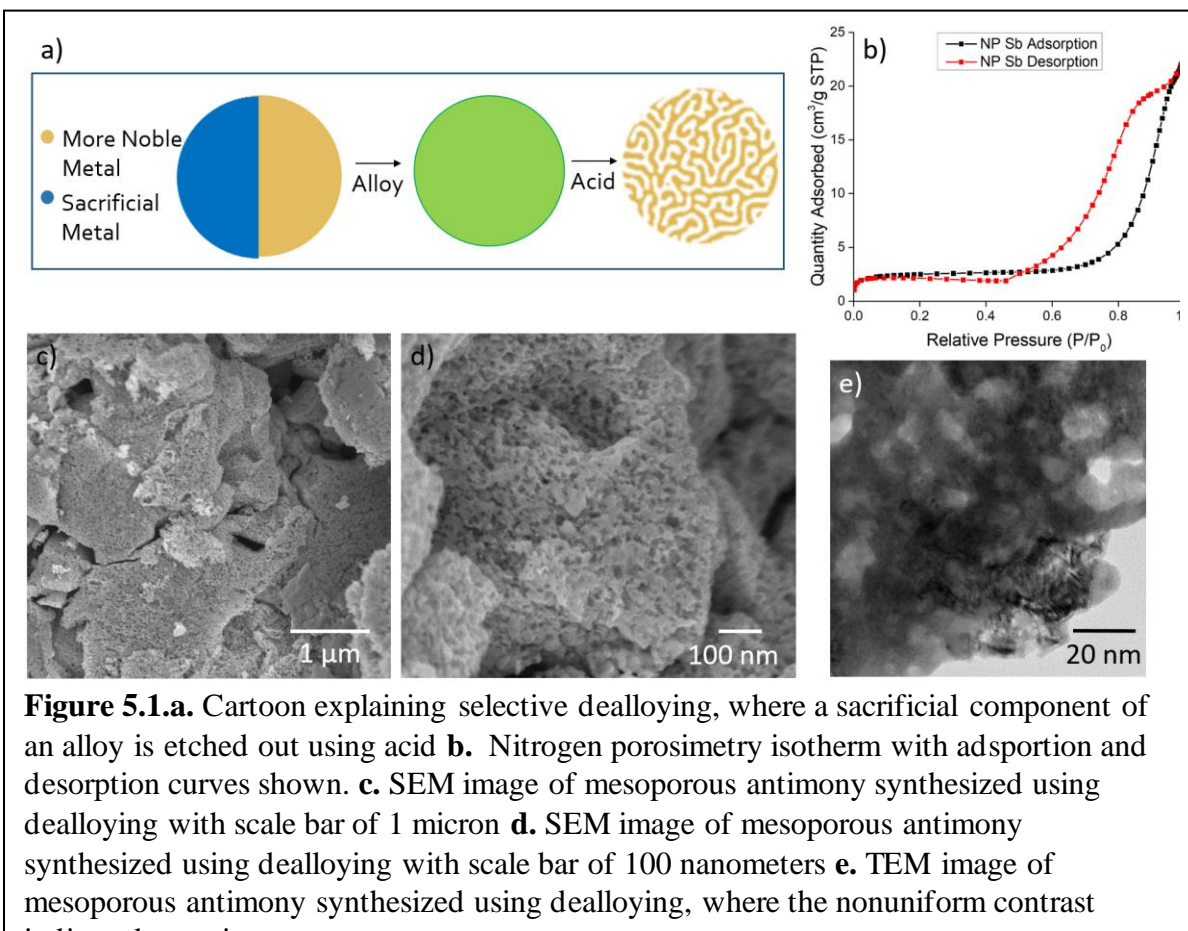 a)
More Noble
Metal
Sacrificial
Metal
Alloy
Acid
b)
NP Sb Adsorption
NP Sb Desorption
Quantity Adsorbed (cm³/g STP)
25
20
15
10
5
0
0.0
0.2
0.4
0.6
0.8
1
Relative Pressure (P/P₀)
c)
1 µm
d)
100 nm
e)
20 nm
Figure 5.1.a. Cartoon explaining selective dealloying, where a sacrificial component of
an alloy is etched out using acid b. Nitrogen porosimetry isotherm with adsportion and
desorption curves shown. c. SEM image of mesoporous antimony synthesized using
dealloying with scale bar of 1 micron d. SEM image of mesoporous antimony
synthesized using dealloying with scale bar of 100 nanometers e. TEM image of
mesoporous antimony synthesized using dealloying, where the nonuniform contrast